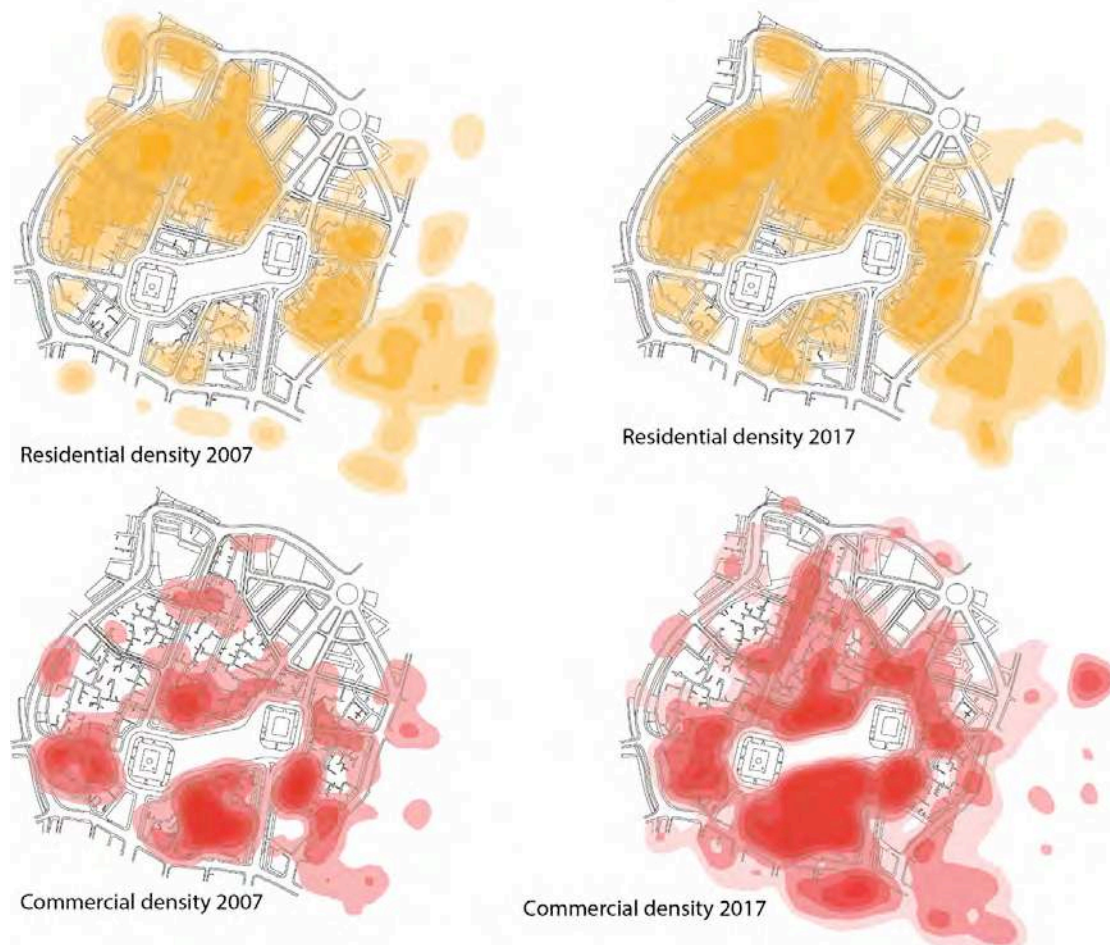 Residential density 2007
Residential density 2017
Commercial density 2007
Commercial density 2017